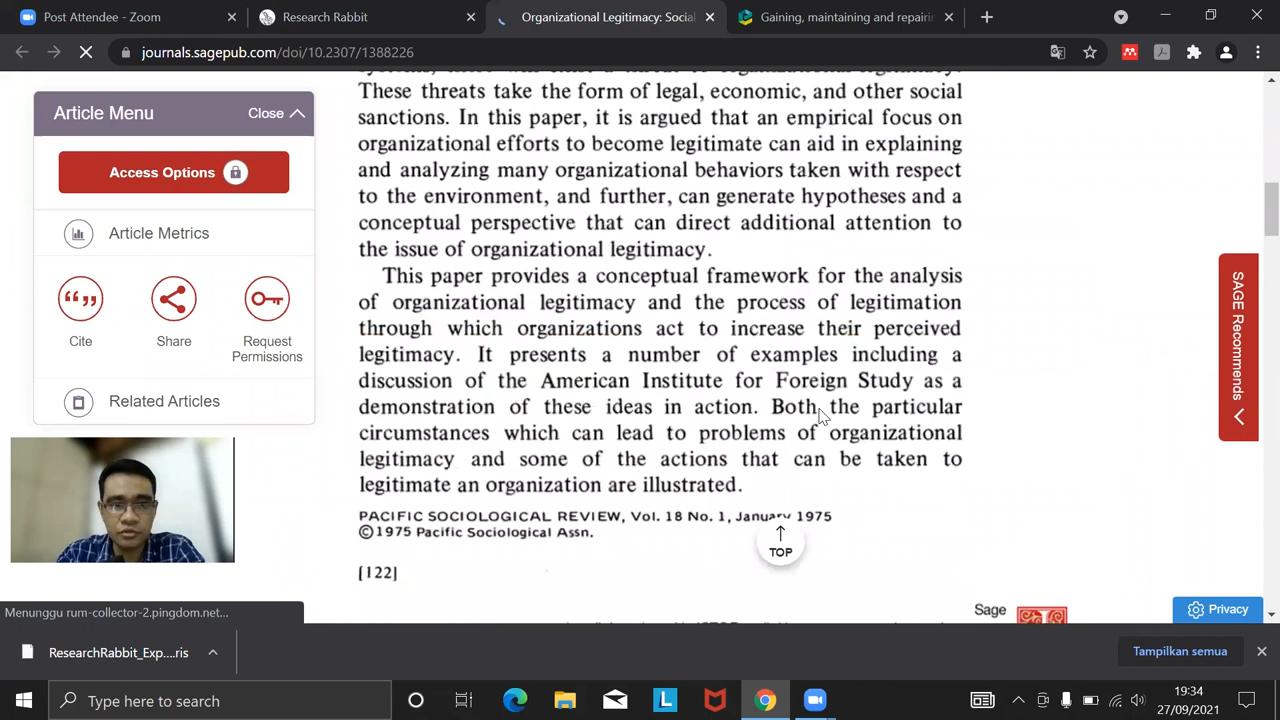 Post Attendee - Zoom
Research Rabbit
Organizational Legitimacy: Social
Gaining, maintaining and repairin
journals.sagepub.com/doi/10.2307/1388226
Article Menu
Close
Access Options
Article Metrics
Cite
Share
Request Permissions
Related Articles
These threats take the form of legal, economic, and other social
sanctions. In this paper, it is argued that an empirical focus on
organizational efforts to become legitimate can aid in explaining
and analyzing many organizational behaviors taken with respect
to the environment, and further, can generate hypotheses and a
conceptual perspective that can direct additional attention to
the issue of organizational legitimacy.
This paper provides a conceptual framework for the analysis
of organizational legitimacy and the process of legitimation
through which organizations act to increase their perceived
legitimacy. It presents a number of examples including a
discussion of the American Institute for Foreign Study as a
demonstration of these ideas in action. Both the particular
circumstances which can lead to problems of organizational
legitimacy and some of the actions that can be taken to
legitimate an organization are illustrated.
PACIFIC SOCIOLOGICAL REVIEW, Vol. 18 No. 1, January 1975
©1975 Pacific Sociological Assn.
TOP
[122]
Sage
SAGE Recommends
Privacy
Menunggu rum-collector-2.pingdom.net...
ResearchRabbit_Exp....ris
Tampilkan semua
Type here to search
19:34
27/09/2021